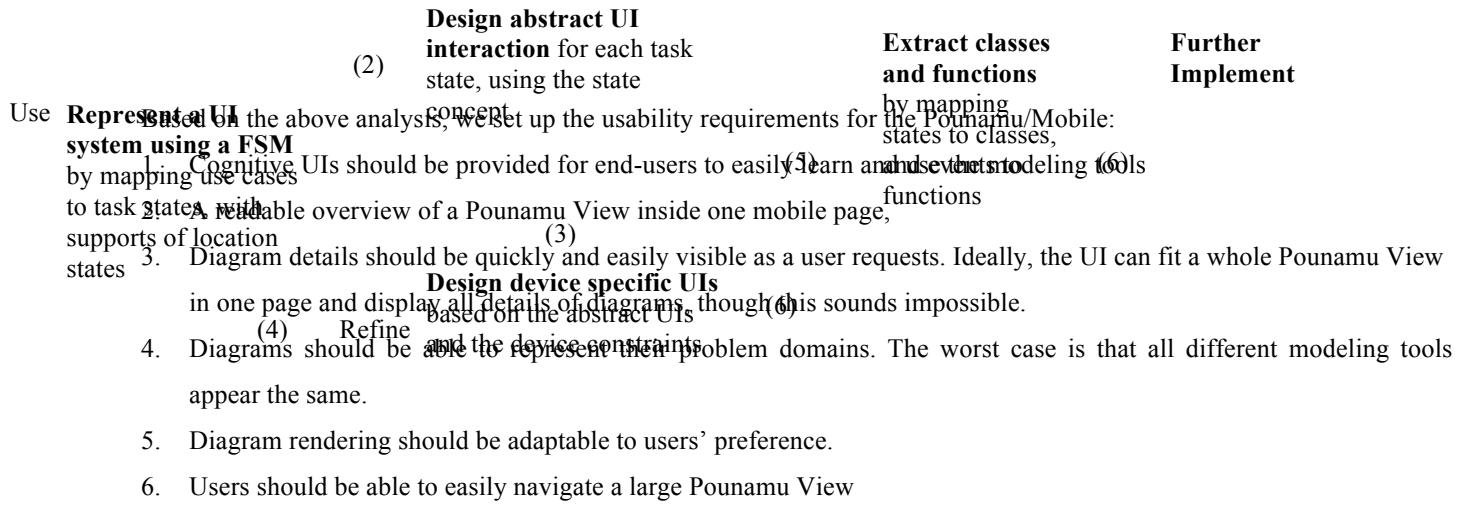 Design abstract UI
interaction for each task
state, using the state
concept
(2)
Extract classes
and functions
by mapping
states to classes,
and events to
functions
Further
Implement
Use
Represent a UI
system using a FSM
by mapping use cases
to task states, with
supports of location
states
(5)
(6)
(3)
Design device specific UIs
based on the abstract UIs
and the device constraints
(6)
(4)
Refine
Based on the above analysis, we set up the usability requirements for the Pounamu/Mobile:
1. Cognitive UIs should be provided for end-users to easily learn and use the modeling tools
2. A readable overview of a Pounamu View inside one mobile page,
3. Diagram details should be quickly and easily visible as a user requests. Ideally, the UI can fit a whole Pounamu View
in one page and display all details of diagrams, though this sounds impossible.
4. Diagrams should be able to represent their problem domains. The worst case is that all different modeling tools
appear the same.
5. Diagram rendering should be adaptable to users’ preference.
6. Users should be able to easily navigate a large Pounamu View